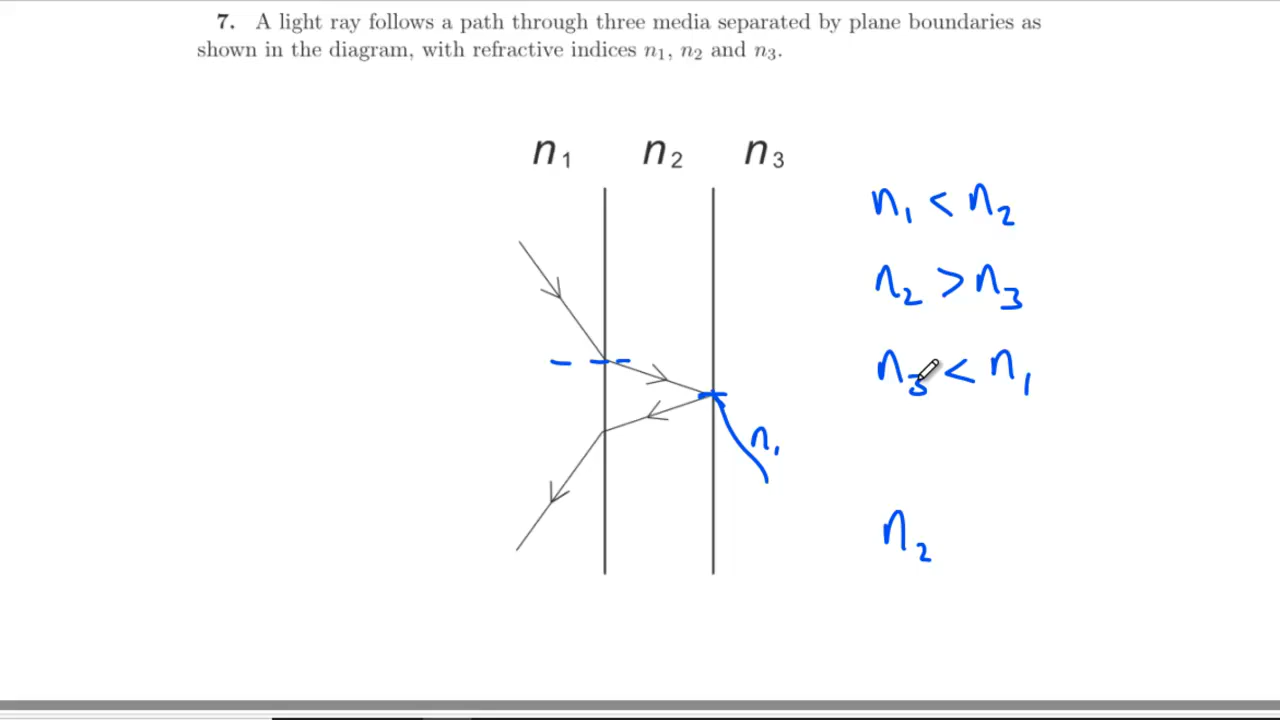 7. A light ray follows a path through three media separated by plane boundaries as
shown in the diagram, with refractive indices n₁, n₂ and n₃.
n₁ n₂ n₃
n₁ < n₂
n₂ > n₃
n₃ < n₁
n₁
n₂